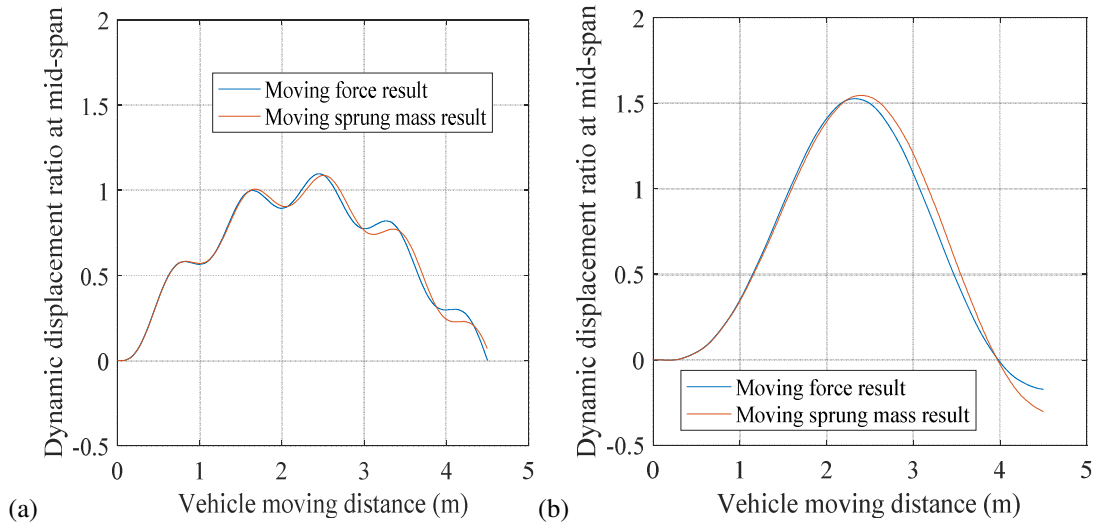 Dynamic displacement ratio at mid-span
2
1.5
1
0.5
0
-0.5
Moving force result
Moving sprung mass result
0 1 2 3 4 5
Vehicle moving distance (m)
(a)
Dynamic displacement ratio at mid-span
2
1.5
1
0.5
0
-0.5
Moving force result
Moving sprung mass result
0 1 2 3 4 5
Vehicle moving distance (m)
(b)